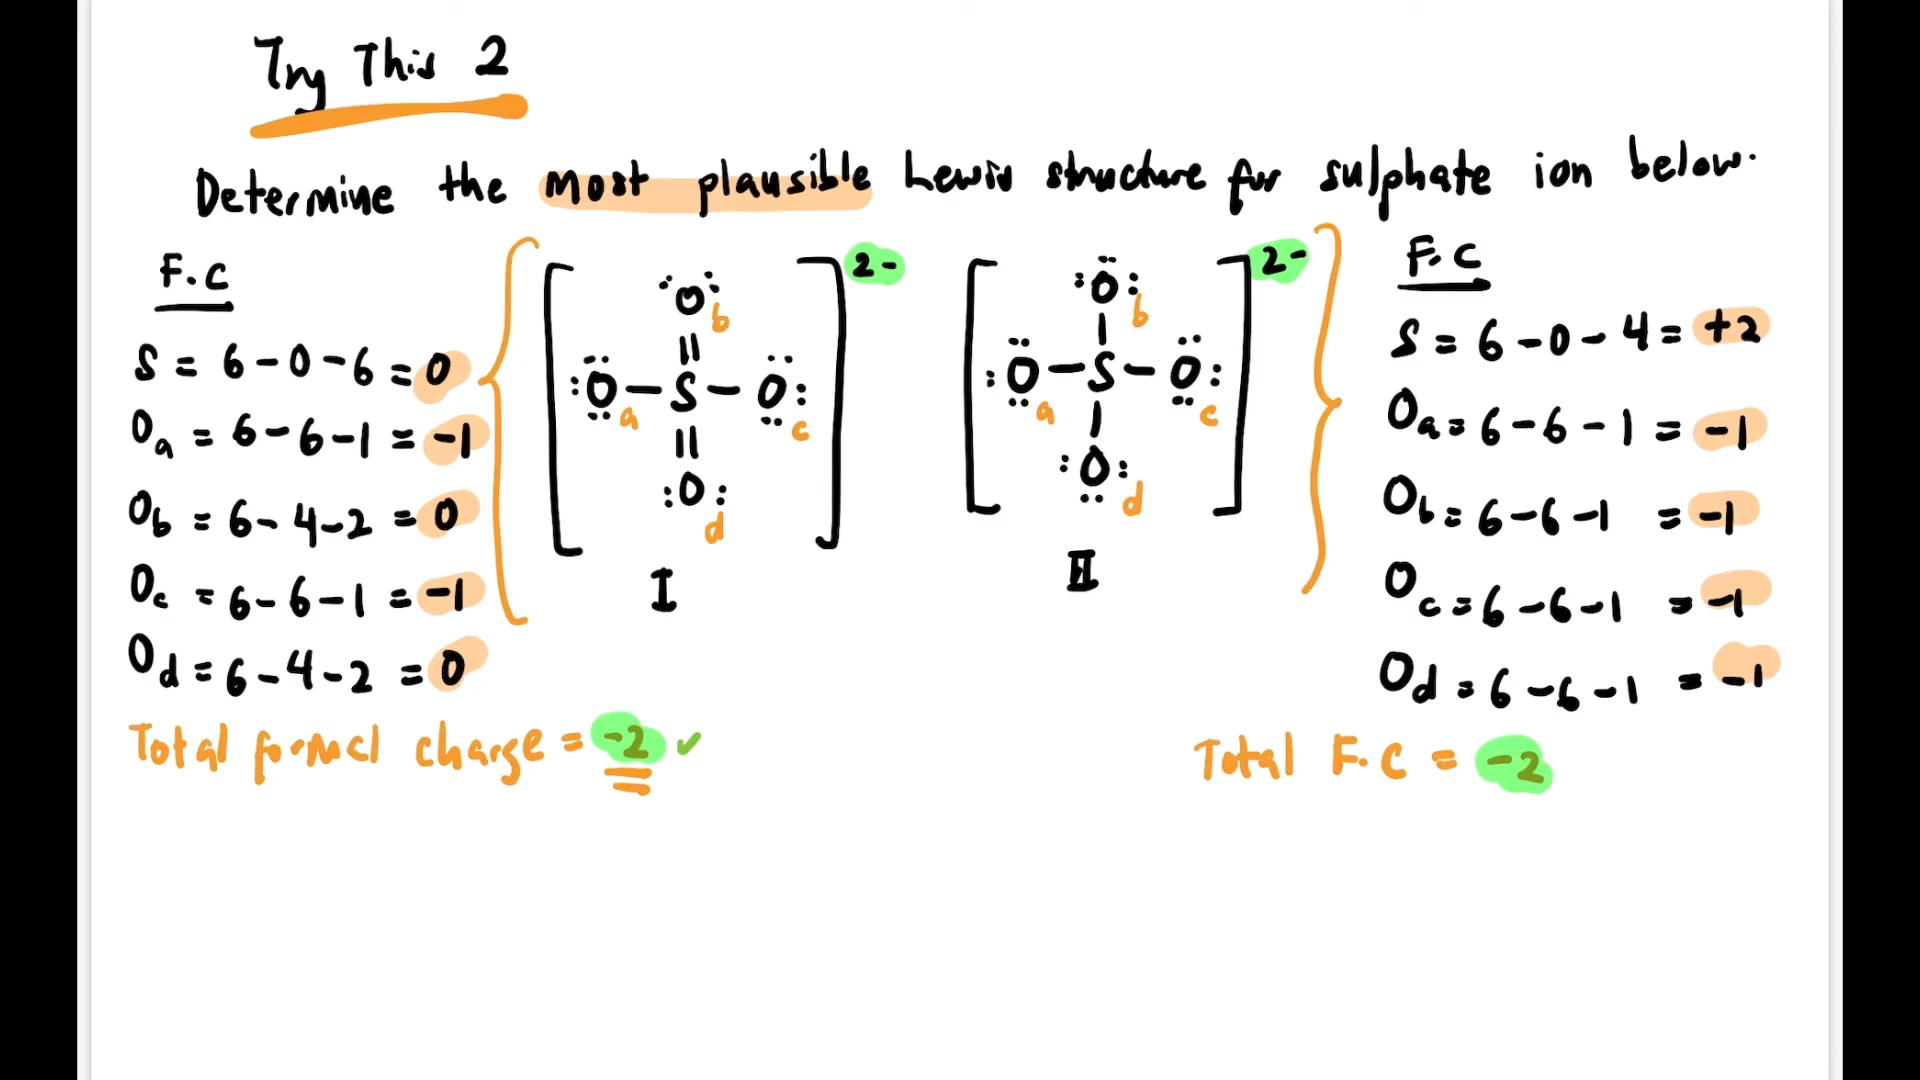 Try This 2
Determine the most plausible Lewis structure for sulphate ion below.
F.C
S = 6 - 0 - 6 = 0
Oa = 6 - 6 - 1 = -1
Ob = 6 - 4 - 2 = 0
Oc = 6 - 6 - 1 = -1
Od = 6 - 4 - 2 = 0
Total formal charge = -2 ✓
2-
O b
O a S O c
O d
I
2-
O b
O a S O c
O d
II
F.C
S = 6 - 0 - 4 = +2
Oa = 6 - 6 - 1 = -1
Ob = 6 - 6 - 1 = -1
Oc = 6 - 6 - 1 = -1
Od = 6 - 6 - 1 = -1
Total F.C = -2